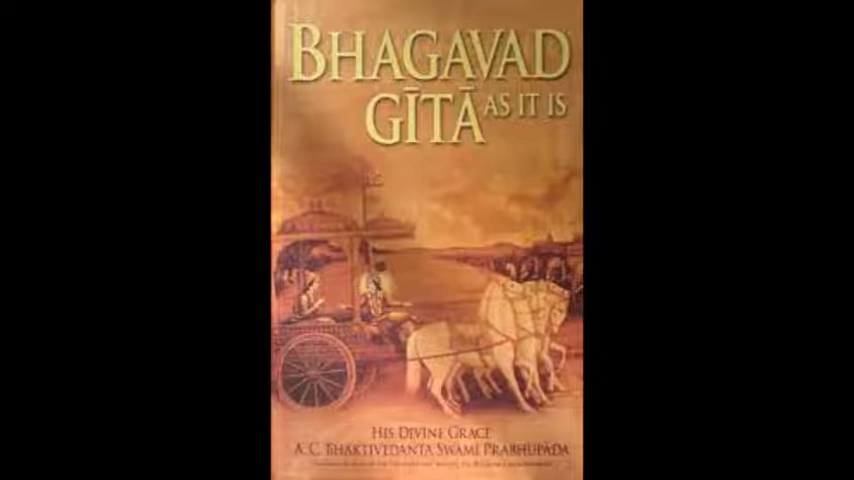 BHAGAVAD
GĪTĀ AS IT IS
HIS DIVINE GRACE
A.C. BHAKTIVEDANTA SWAMI PRABHUPĀDA